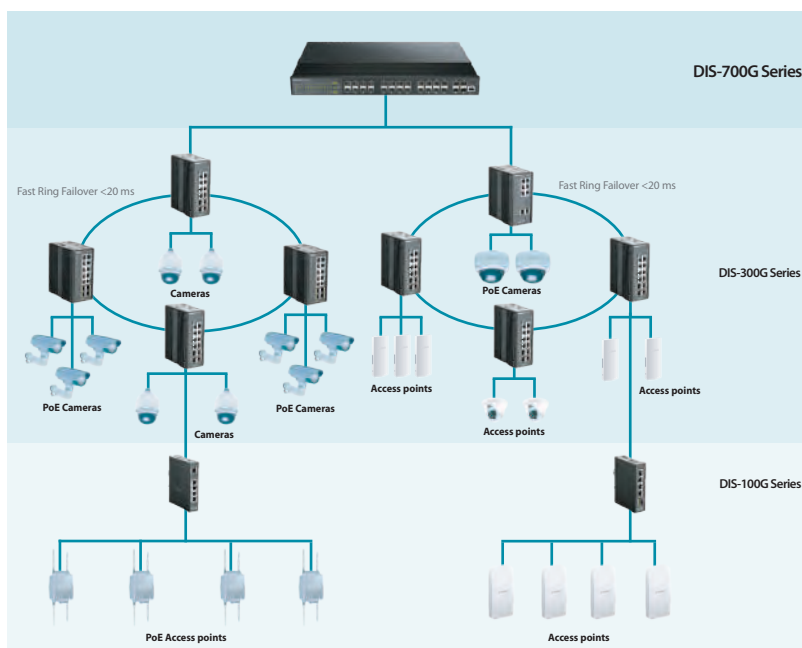 DIS-700G Series
Fast Ring Failover <20 ms
Fast Ring Failover <20 ms
DIS-300G Series
Cameras
PoE Cameras
Access points
Access points
PoE Cameras
PoE Cameras
Cameras
Access points
DIS-100G Series
PoE Access points
Access points